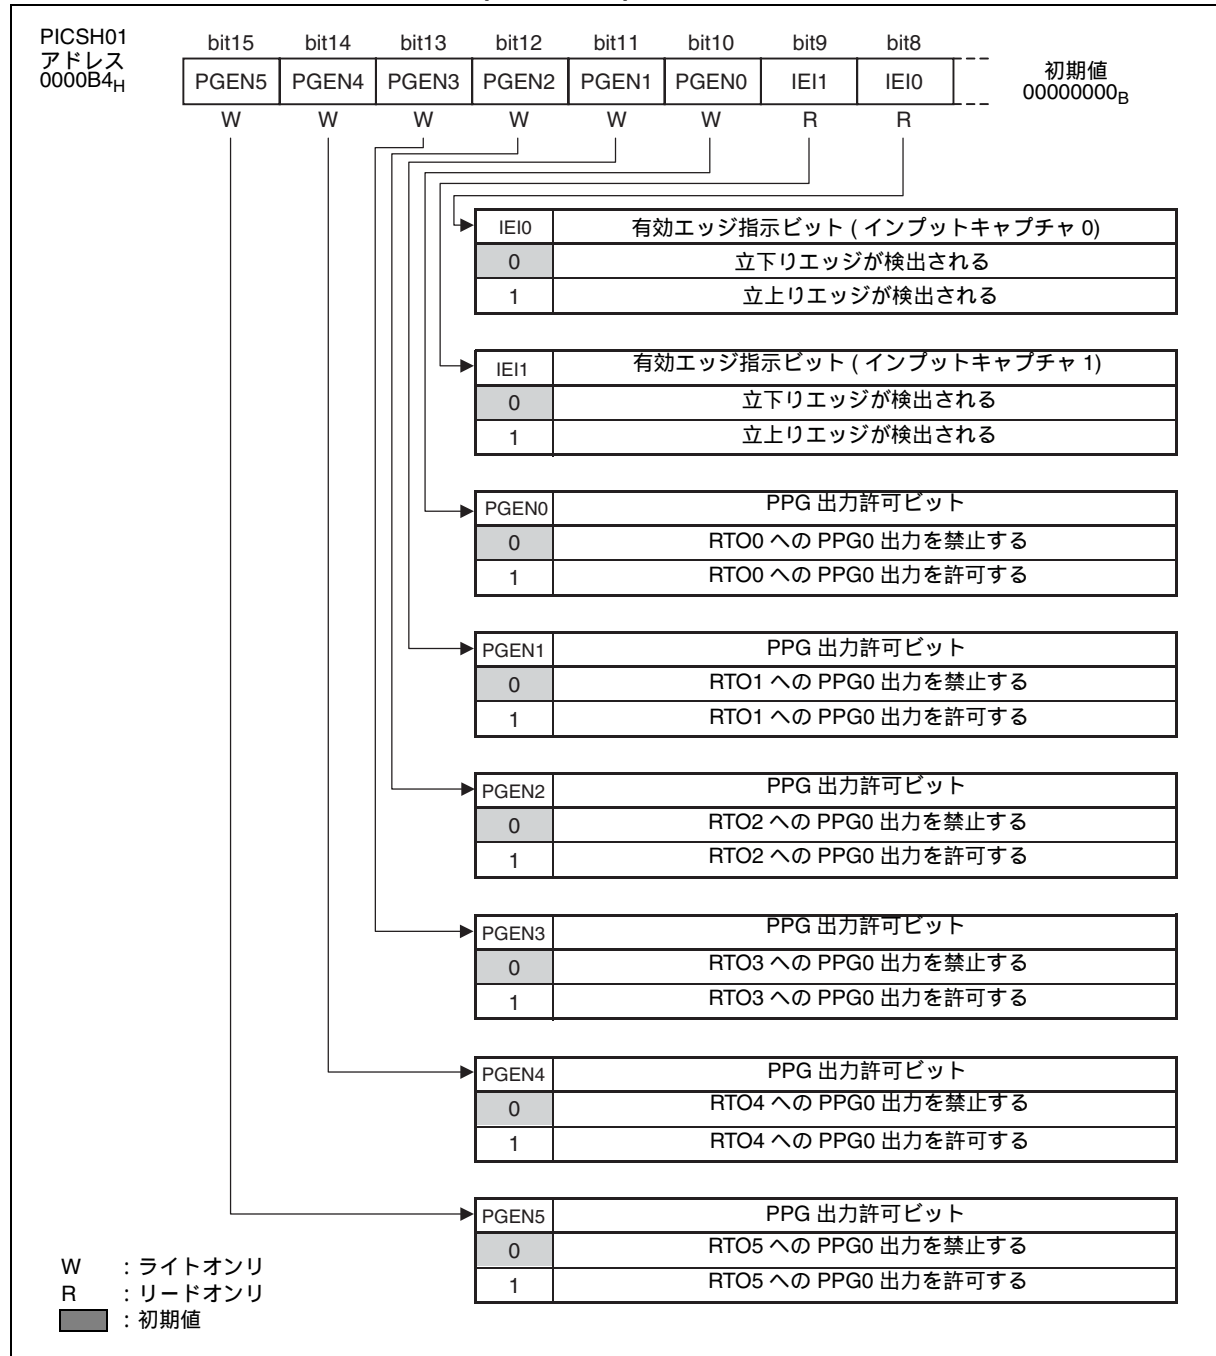 PICSH01
アドレス
0000B4H
bit15 bit14 bit13 bit12 bit11 bit10 bit9 bit8
PGEN5 PGEN4 PGEN3 PGEN2 PGEN1 PGEN0 IEI1 IEI0
W W W W W W R R
初期値
00000000B
IEI0 有効エッジ指示ビット ( インプットキャプチャ 0)
0 立下りエッジが検出される
1 立上りエッジが検出される
IEI1 有効エッジ指示ビット ( インプットキャプチャ 1)
0 立下りエッジが検出される
1 立上りエッジが検出される
PGEN0 PPG 出力許可ビット
0 RTO0 への PPG0 出力を禁止する
1 RTO0 への PPG0 出力を許可する
PGEN1 PPG 出力許可ビット
0 RTO1 への PPG0 出力を禁止する
1 RTO1 への PPG0 出力を許可する
PGEN2 PPG 出力許可ビット
0 RTO2 への PPG0 出力を禁止する
1 RTO2 への PPG0 出力を許可する
PGEN3 PPG 出力許可ビット
0 RTO3 への PPG0 出力を禁止する
1 RTO3 への PPG0 出力を許可する
PGEN4 PPG 出力許可ビット
0 RTO4 への PPG0 出力を禁止する
1 RTO4 への PPG0 出力を許可する
PGEN5 PPG 出力許可ビット
0 RTO5 への PPG0 出力を禁止する
1 RTO5 への PPG0 出力を許可する
W : ライトオンリ
R : リードオンリ
: 初期値